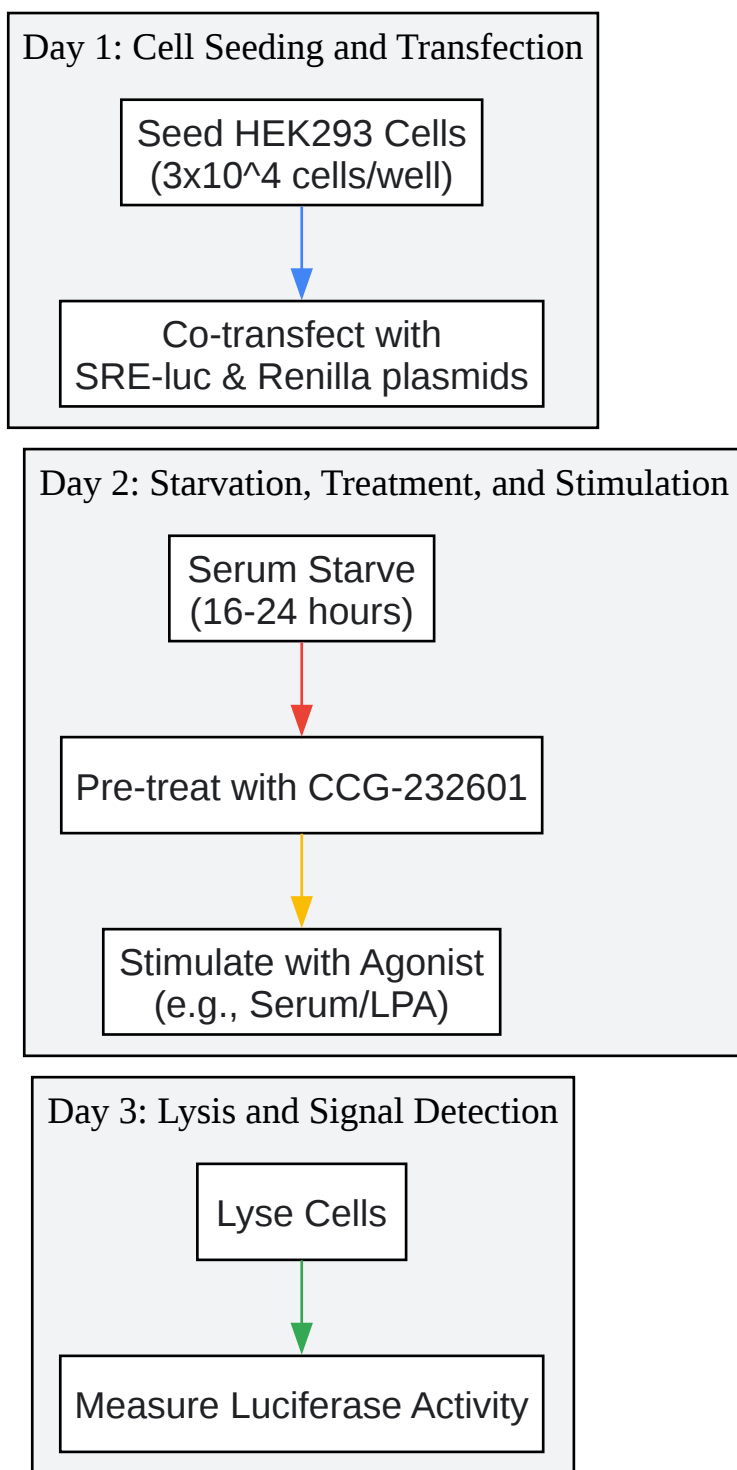 Day 1: Cell Seeding and Transfection
Seed HEK293 Cells
(3x10^4 cells/well)
Co-transfect with
SRE-luc & Renilla plasmids
Day 2: Starvation, Treatment, and Stimulation
Serum Starve
(16-24 hours)
Pre-treat with CCG-232601
Stimulate with Agonist
(e.g., Serum/LPA)
Day 3: Lysis and Signal Detection
Lyse Cells
Measure Luciferase Activity